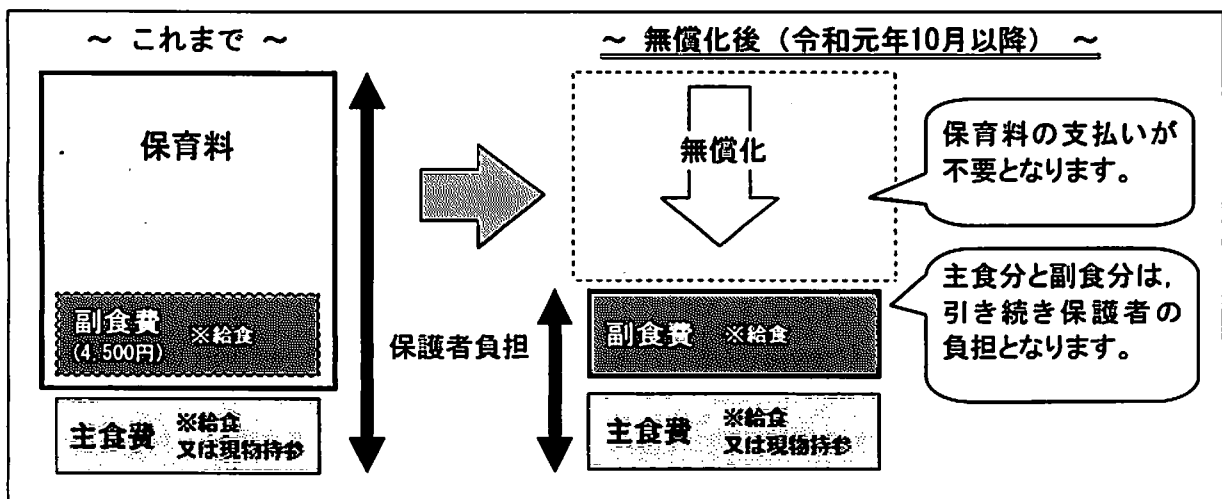 ～ これまで ～
保育料
副食費 ※給食
(4,500円)
主食費 ※給食
又は現物持参
保護者負担
～ 無償化後（令和元年10月以降） ～
無償化
副食費 ※給食
主食費 ※給食
又は現物持参
保育料の支払いが
不要となります。
主食分と副食分は，
引き続き保護者の
負担となります。